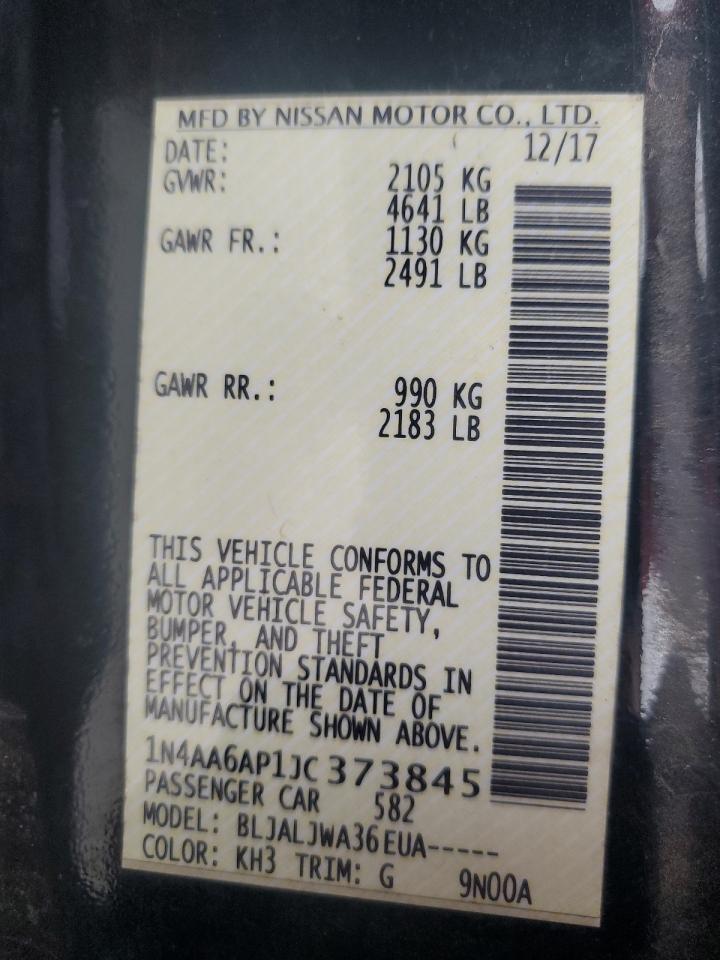 MFD BY NISSAN MOTOR CO., LTD.
DATE: 12/17
GVWR: 2105 KG
4641 LB
GAWR FR.: 1130 KG
2491 LB
GAWR RR.: 990 KG
2183 LB
THIS VEHICLE CONFORMS TO
ALL APPLICABLE FEDERAL
MOTOR VEHICLE SAFETY,
BUMPER, AND THEFT
PREVENTION STANDARDS IN
EFFECT ON THE DATE OF
MANUFACTURE SHOWN ABOVE.
1N4AA6AP1JC373845
PASSENGER CAR 582
MODEL: BLJALJWA36EUA-----
COLOR: KH3 TRIM: G 9N00A